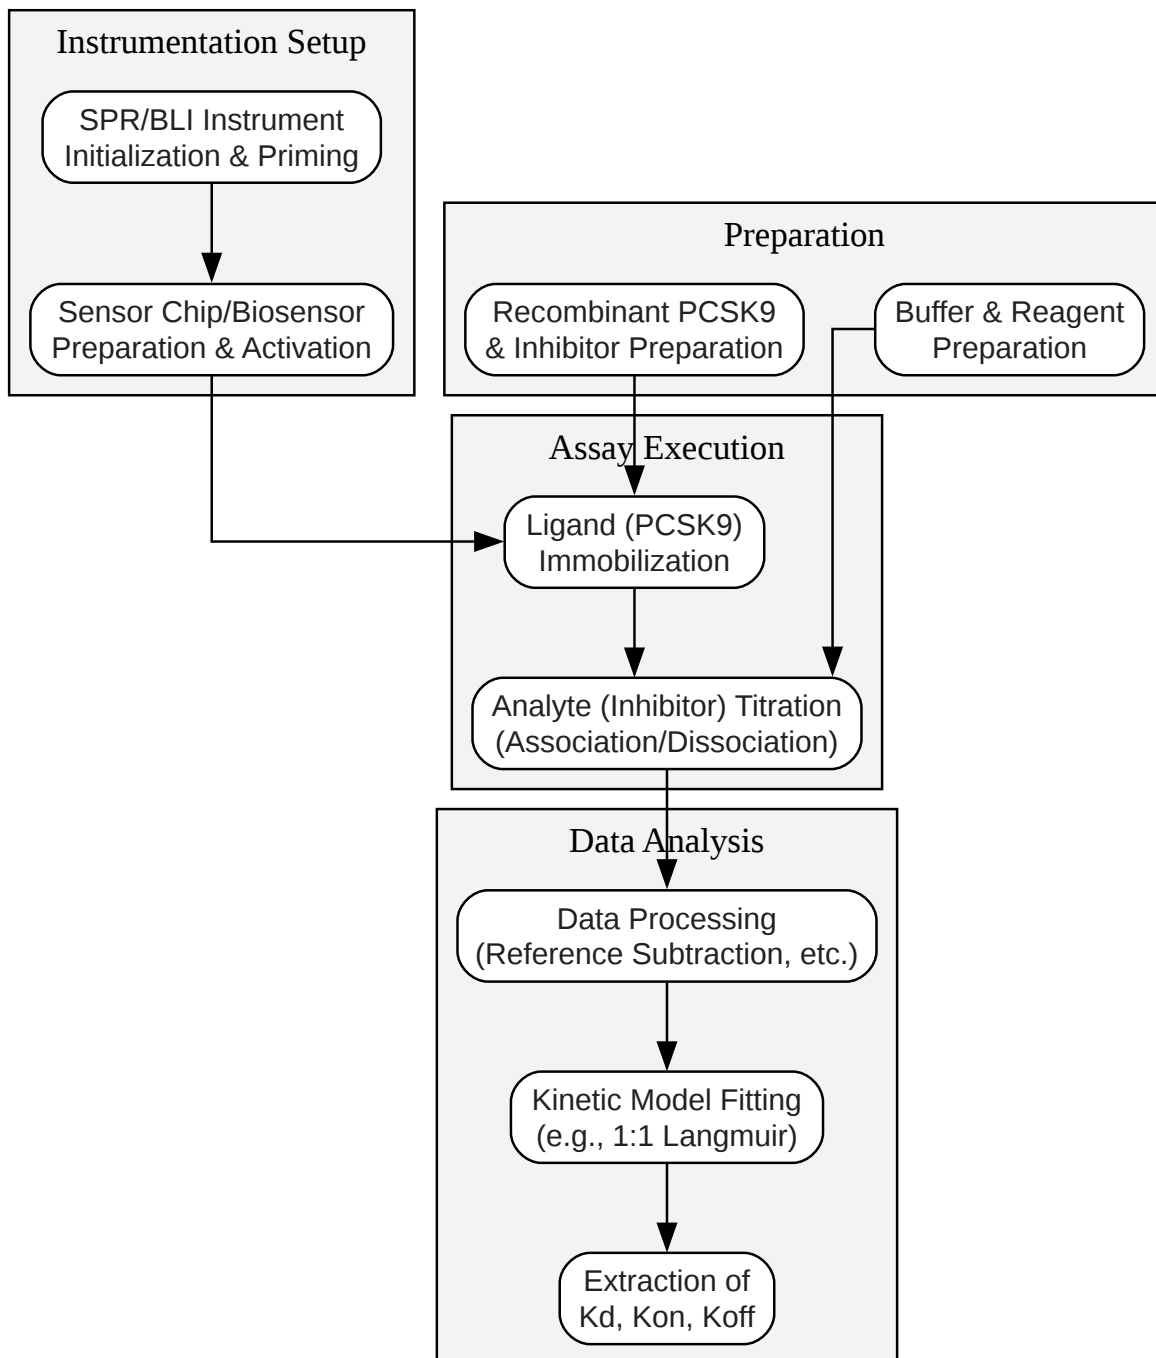 Instrumentation Setup
SPR/BLI Instrument
Initialization & Priming
Sensor Chip/Biosensor
Preparation & Activation
Preparation
Recombinant PCSK9
& Inhibitor Preparation
Buffer & Reagent
Preparation
Assay Execution
Ligand (PCSK9)
Immobilization
Analyte (Inhibitor) Titration
(Association/Dissociation)
Data Analysis
Data Processing
(Reference Subtraction, etc.)
Kinetic Model Fitting
(e.g., 1:1 Langmuir)
Extraction of
Kd, Kon, Koff